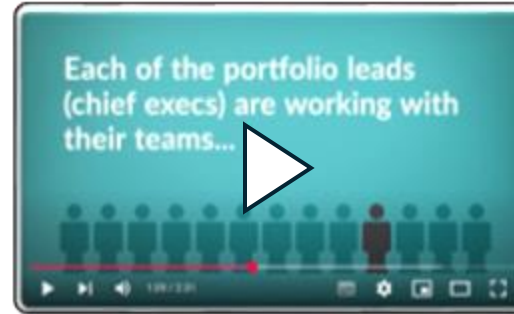 Each of the portfolio leads
(chief execs) are working with
their teams...